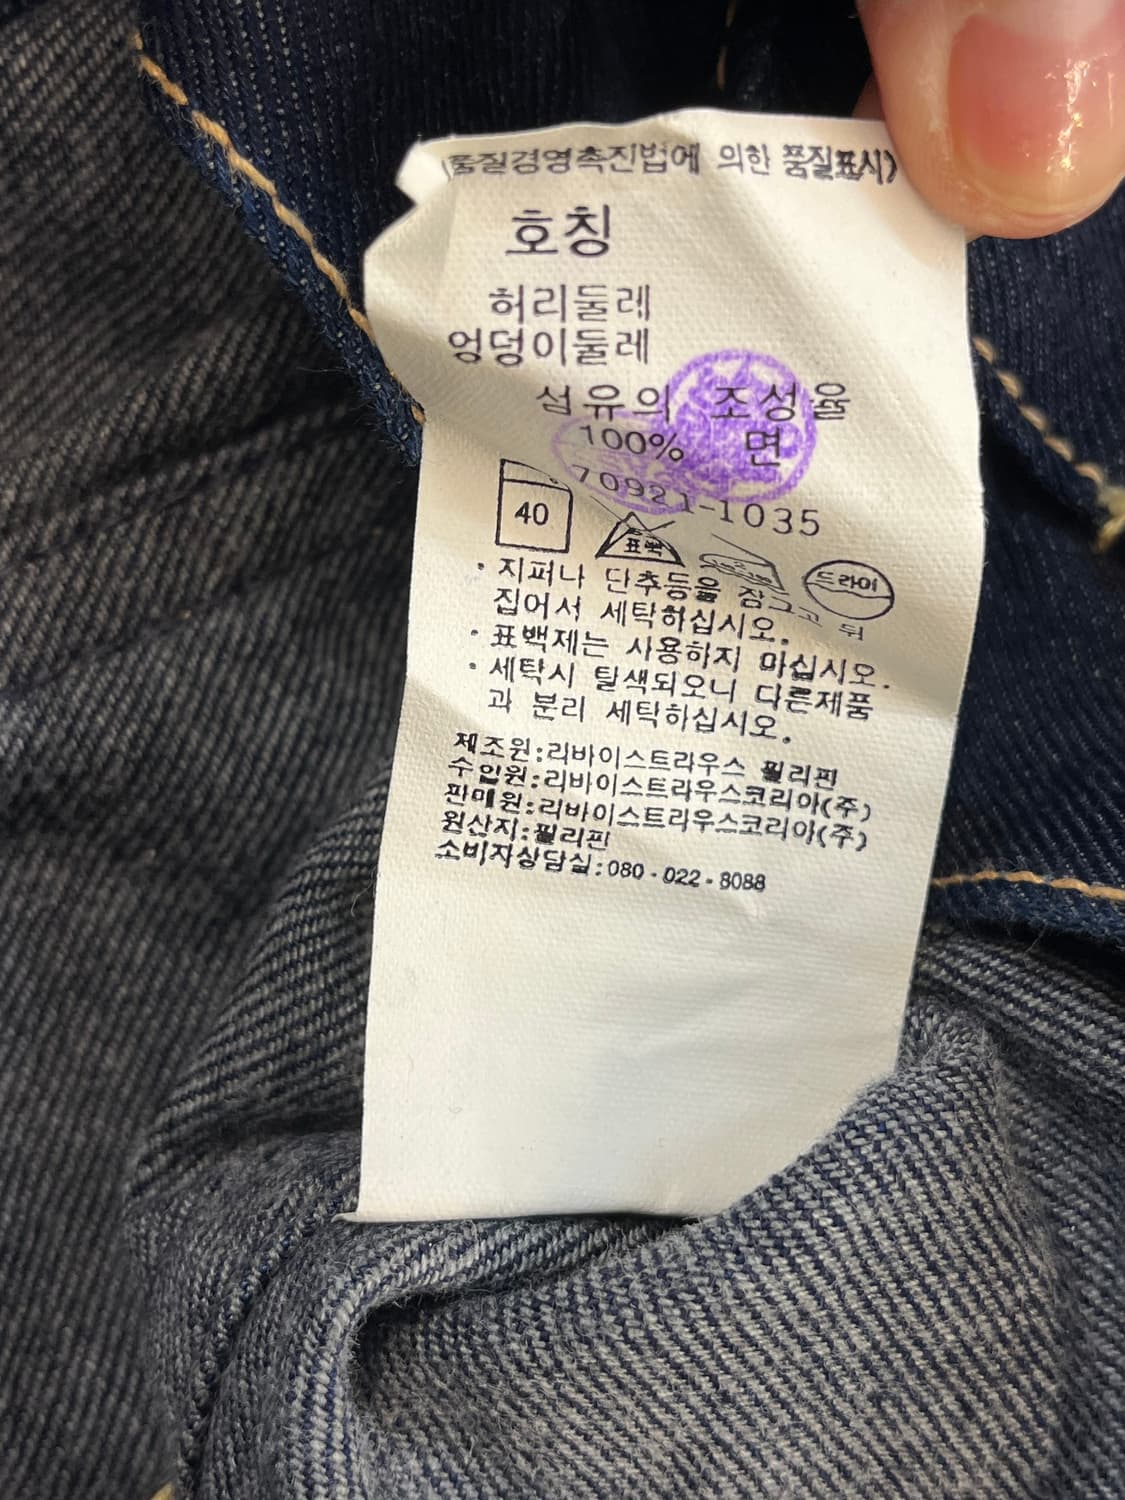 (품질경영촉진법에 의한 품질표시)
호칭
허리둘레
엉덩이둘레
섬유의 조성율
100% 면
70921-1035
40 표백 드라이
· 지퍼나 단추등을 잠그고 뒤
집어서 세탁하십시오.
· 표백제는 사용하지 마십시오.
· 세탁시 탈색되오니 다른제품
과 분리 세탁하십시오.
제조원:리바이스트라우스 필리핀
수입원:리바이스트라우스코리아(주)
판매원:리바이스트라우스코리아(주)
원산지:필리핀
소비자상담실:080-022-8088